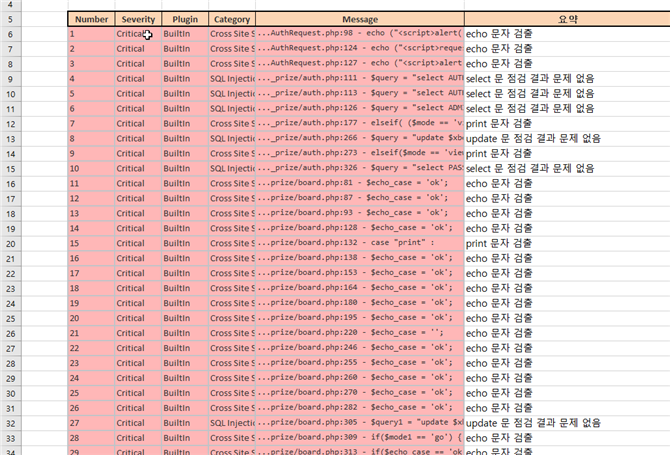 4
5 Number Severity Plugin Category Message 요약
6 1 Critical BuiltIn Cross Site S ...AuthRequest.php:98 - echo ("<script>alert( echo 문자 검출
7 2 Critical BuiltIn Cross Site S ...AuthRequest.php:124 - echo ("<script>reque echo 문자 검출
8 3 Critical BuiltIn Cross Site S ...AuthRequest.php:127 - echo ("<script>alert echo 문자 검출
9 4 Critical BuiltIn SQL Injectic ..._prize/auth.php:111 - $query = "select AUTH select 문 점검 결과 문제 없음
10 5 Critical BuiltIn SQL Injectic ..._prize/auth.php:113 - $query = "select AUTH select 문 점검 결과 문제 없음
11 6 Critical BuiltIn SQL Injectic ..._prize/auth.php:126 - $query = "select ADM select 문 점검 결과 문제 없음
12 7 Critical BuiltIn Cross Site S ..._prize/auth.php:177 - elseif( ($mode == 'v print 문자 검출
13 8 Critical BuiltIn SQL Injectic ..._prize/auth.php:266 - $query = "update $xb update 문 점검 결과 문제 없음
14 9 Critical BuiltIn Cross Site S ..._prize/auth.php:273 - elseif($mode == 'vie print 문자 검출
15 10 Critical BuiltIn SQL Injectic ..._prize/auth.php:326 - $query = "select PAS select 문 점검 결과 문제 없음
16 11 Critical BuiltIn Cross Site S ...prize/board.php:81 - $echo_case = 'ok'; echo 문자 검출
17 12 Critical BuiltIn Cross Site S ...prize/board.php:87 - $echo_case = 'ok'; echo 문자 검출
18 13 Critical BuiltIn Cross Site S ...prize/board.php:93 - $echo_case = 'ok'; echo 문자 검출
19 14 Critical BuiltIn Cross Site S ...prize/board.php:128 - $echo_case = 'ok'; echo 문자 검출
20 15 Critical BuiltIn Cross Site S ...prize/board.php:132 - case "print" : print 문자 검출
21 16 Critical BuiltIn Cross Site S ...prize/board.php:138 - $echo_case = 'ok'; echo 문자 검출
22 17 Critical BuiltIn Cross Site S ...prize/board.php:153 - $echo_case = 'ok'; echo 문자 검출
23 18 Critical BuiltIn Cross Site S ...prize/board.php:164 - $echo_case = 'ok'; echo 문자 검출
24 19 Critical BuiltIn Cross Site S ...prize/board.php:180 - $echo_case = 'ok'; echo 문자 검출
25 20 Critical BuiltIn Cross Site S ...prize/board.php:195 - $echo_case = 'ok'; echo 문자 검출
26 21 Critical BuiltIn Cross Site S ...prize/board.php:220 - $echo_case = ''; echo 문자 검출
27 22 Critical BuiltIn Cross Site S ...prize/board.php:246 - $echo_case = 'ok'; echo 문자 검출
28 23 Critical BuiltIn Cross Site S ...prize/board.php:255 - $echo_case = 'ok'; echo 문자 검출
29 24 Critical BuiltIn Cross Site S ...prize/board.php:260 - $echo_case = 'ok'; echo 문자 검출
30 25 Critical BuiltIn Cross Site S ...prize/board.php:270 - $echo_case = 'ok'; echo 문자 검출
31 26 Critical BuiltIn Cross Site S ...prize/board.php:282 - $echo_case = 'ok'; echo 문자 검출
32 27 Critical BuiltIn SQL Injectic ...prize/board.php:305 - $query1 = "update $xb update 문 점검 결과 문제 없음
33 28 Critical BuiltIn Cross Site S ...prize/board.php:309 - if($mode1 == 'go') { echo 문자 검출
34 29 Critical BuiltIn Cross Site S ...prize/board.php:313 - if($echo case == 'ok echo 문자 검출